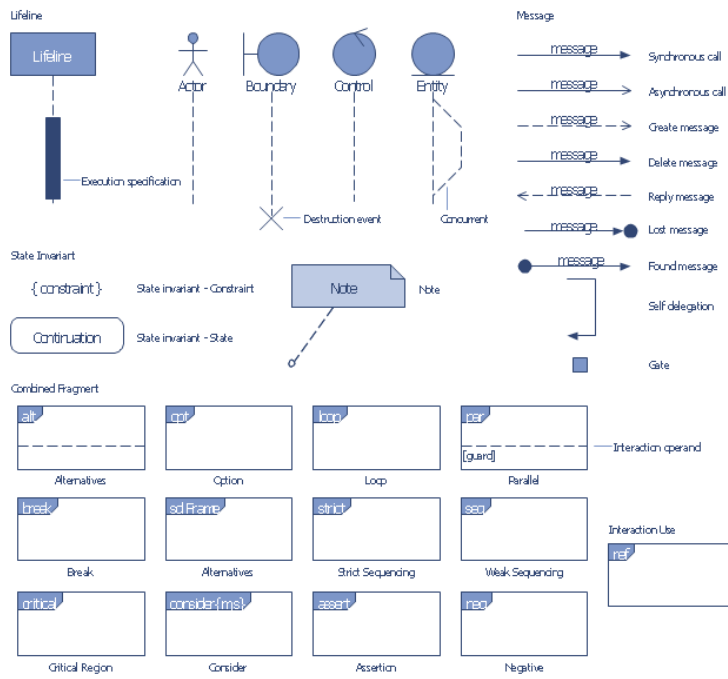 Lifeline
Lifeline
Actor
Boundary
Control
Entity
Execution specification
Destruction event
Concurrent
Message
message
Synchronous call
message
Asynchronous call
message
Create message
message
Delete message
message
Reply message
message
Lost message
message
Found message
Self delegation
Gate
State Invariant
{ constraint }
State invariant - Constraint
Continuation
State invariant - State
Note
Note
Combined Fragment
alt
opt
loop
par
[guard]
Interaction operand
Alternatives
Option
Loop
Parallel
break
sd Frame
strict
seq
Break
Alternatives
Strict Sequencing
Weak Sequencing
Interaction Use
ref
critical
consider {m,s}
assert
neg
Critical Region
Consider
Assertion
Negative